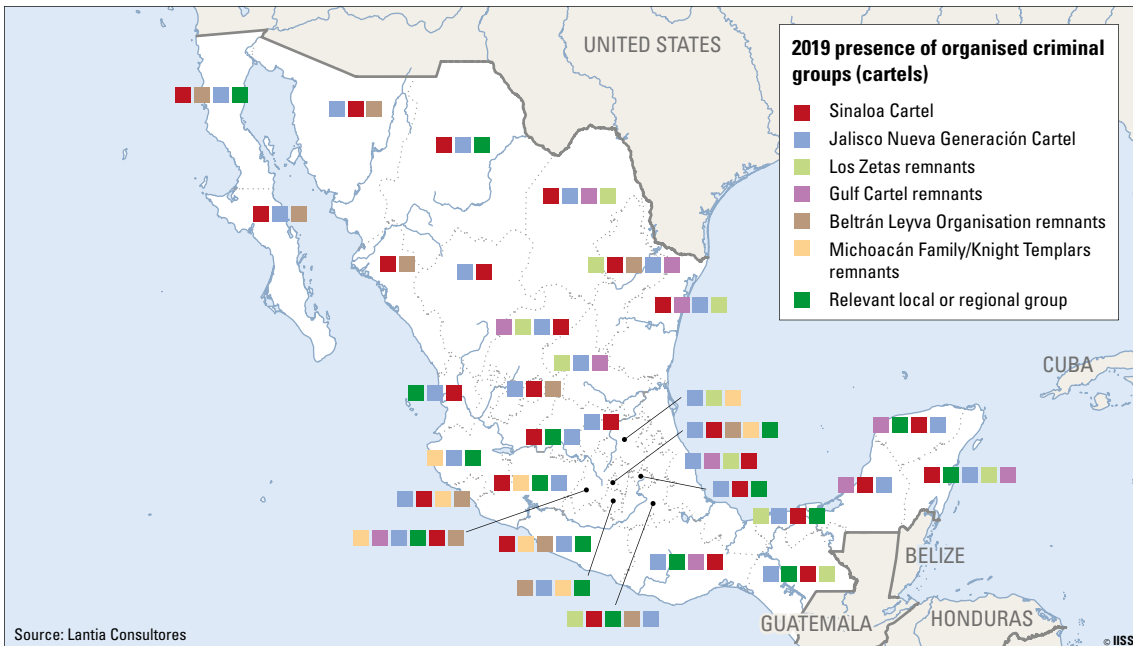 UNITED STATES
2019 presence of organised criminal
groups (cartels)
Sinaloa Cartel
Jalisco Nueva Generación Cartel
Los Zetas remnants
Gulf Cartel remnants
Beltrán Leyva Organisation remnants
Michoacán Family/Knight Templars
remnants
Relevant local or regional group
CUBA
BELIZE
GUATEMALA
HONDURAS
Source: Lantia Consultores
© IISS